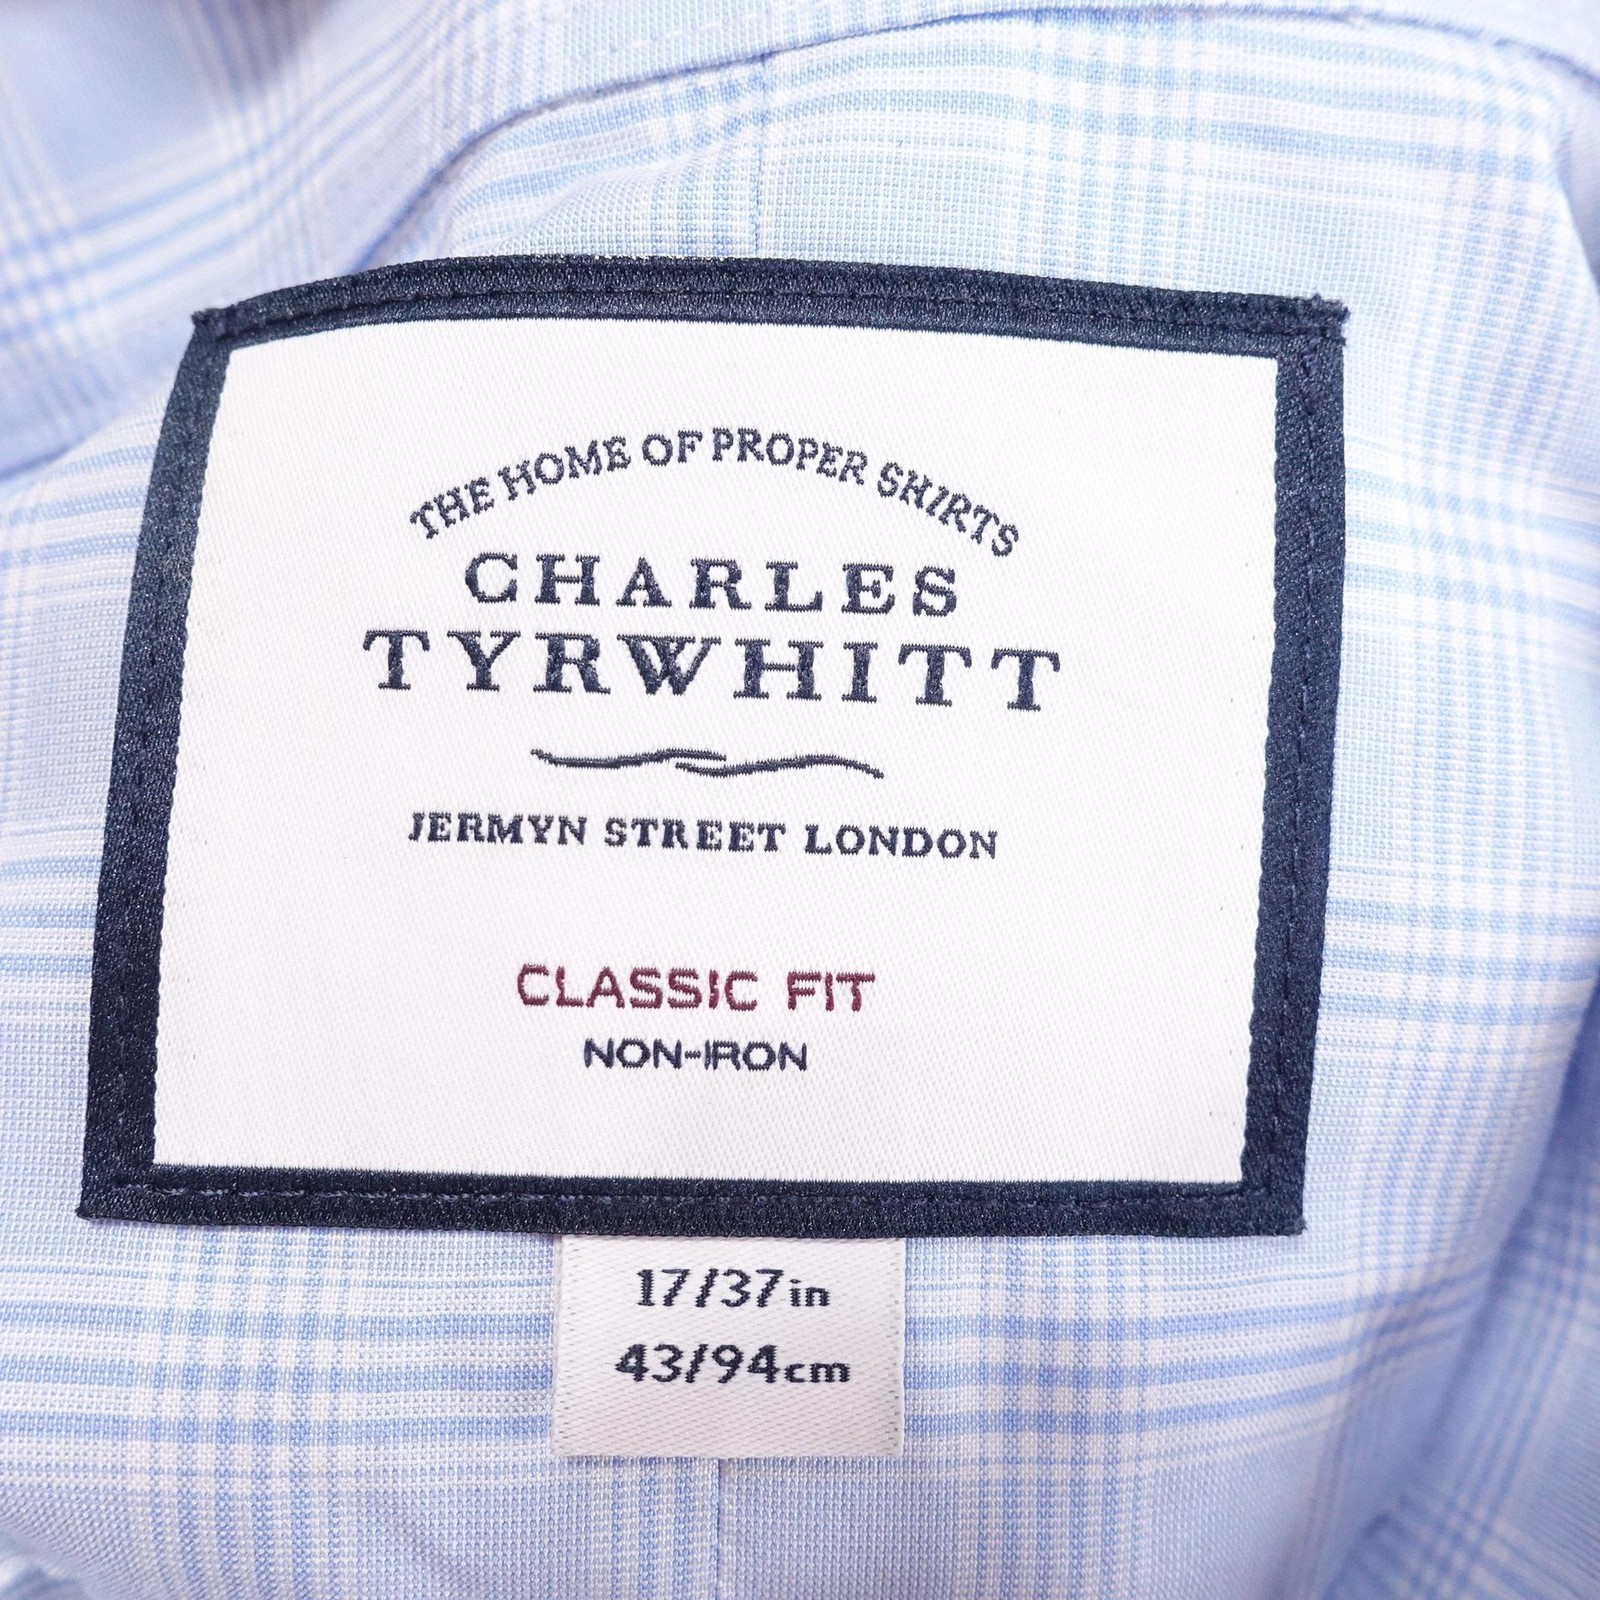 THE HOME OF PROPER SHIRTS
CHARLES
TYRWHITT
JERMYN STREET LONDON
CLASSIC FIT
NON-IRON
17/37in
43/94cm